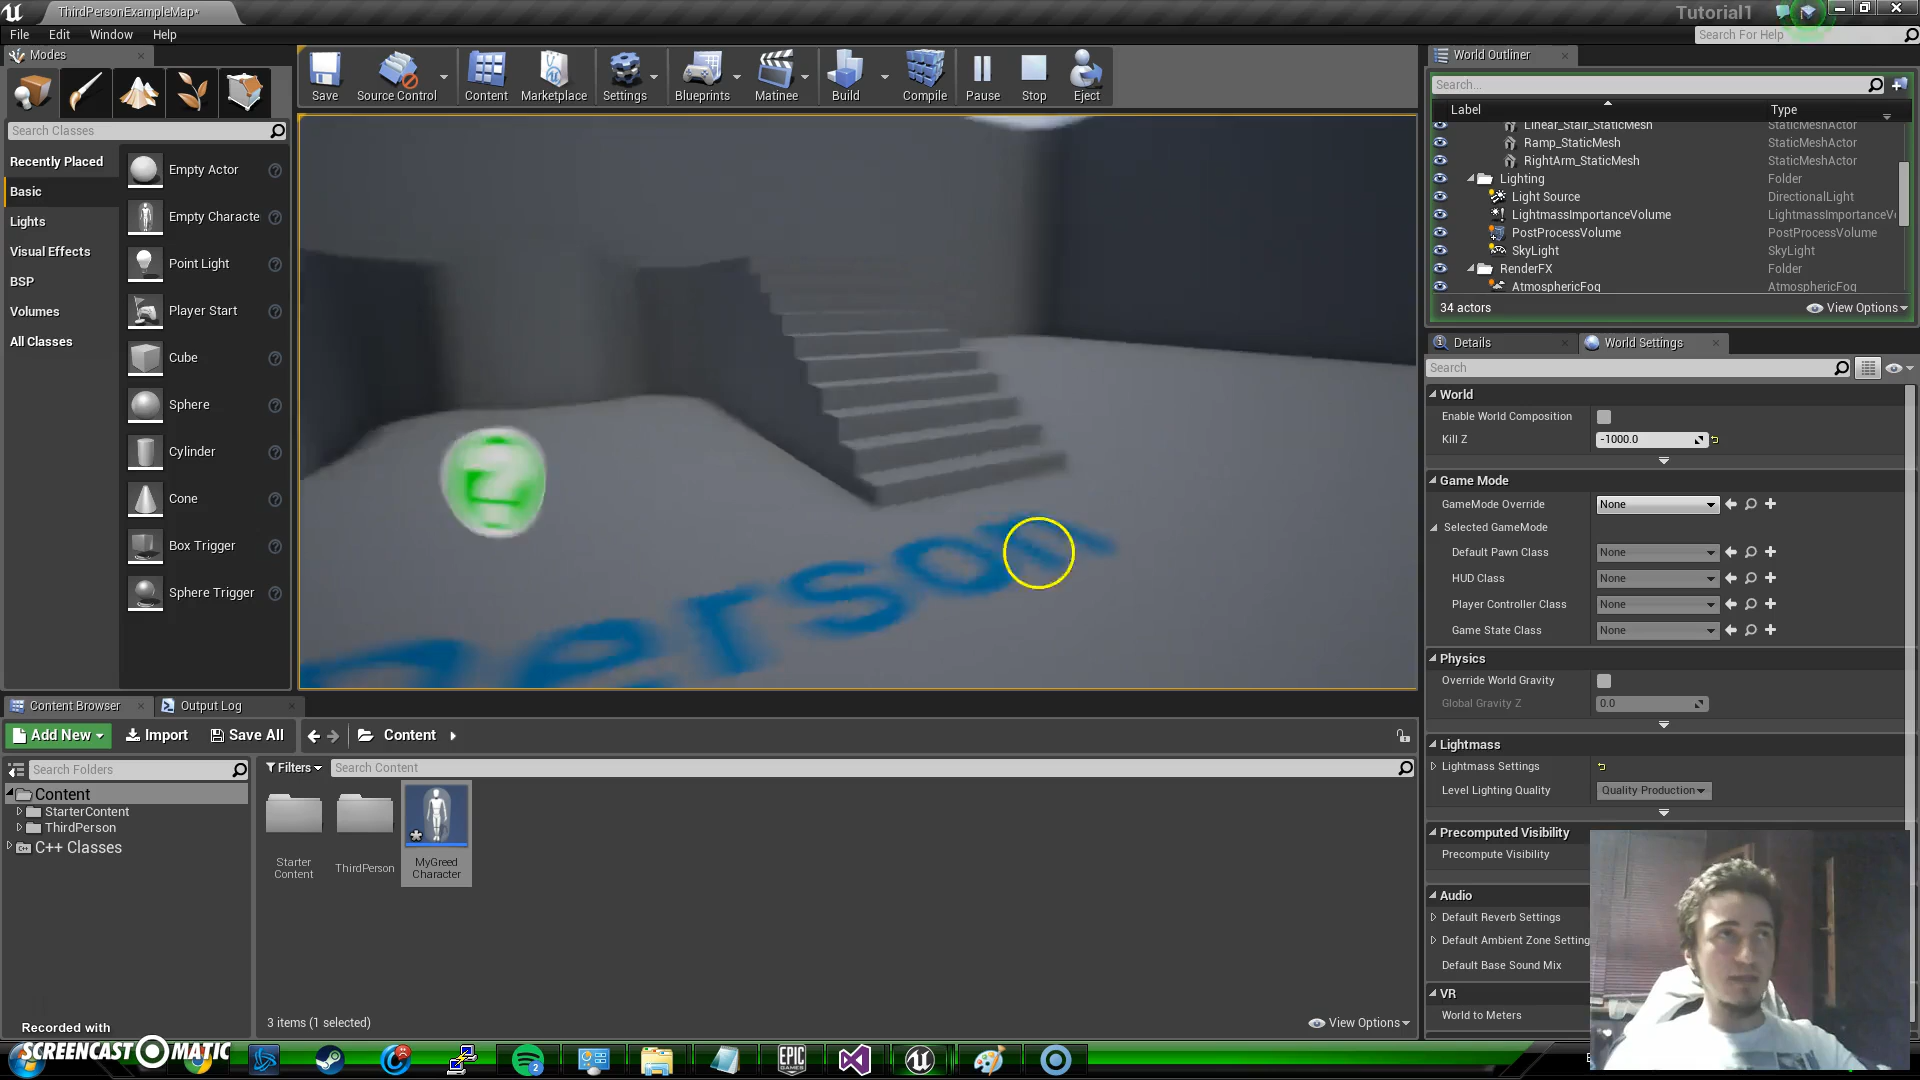 ThirdPersonExampleMap*
Tutorial1
File Edit Window Help
Search For Help
Modes
Search Classes
Recently Placed
Basic
Lights
Visual Effects
BSP
Volumes
All Classes
Empty Actor
Empty Characte
Point Light
Player Start
Cube
Sphere
Cylinder
Cone
Box Trigger
Sphere Trigger
Save
Source Control
Content
Marketplace
Settings
Blueprints
Matinee
Build
Compile
Pause
Stop
Eject
Person
World Outliner
Search...
Label Type
Linear_Stair_StaticMesh StaticMeshActor
Ramp_StaticMesh StaticMeshActor
RightArm_StaticMesh StaticMeshActor
Lighting Folder
Light Source DirectionalLight
LightmassImportanceVolume LightmassImportanceV
PostProcessVolume PostProcessVolume
SkyLight SkyLight
RenderFX Folder
AtmosphericFog AtmosphericFog
34 actors
View Options
Details
World Settings
Search
World
Enable World Composition
Kill Z -1000.0
Game Mode
GameMode Override None
Selected GameMode
Default Pawn Class None
HUD Class None
Player Controller Class None
Game State Class None
Physics
Override World Gravity
Global Gravity Z 0.0
Lightmass
Lightmass Settings
Level Lighting Quality Quality Production
Precomputed Visibility
Precompute Visibility
Audio
Default Reverb Settings
Default Ambient Zone Setting
Default Base Sound Mix
VR
World to Meters
Content Browser
Output Log
Add New
Import
Save All
Content
Search Folders
Filters
Search Content
Content
StarterContent
ThirdPerson
C++ Classes
Starter
Content
ThirdPerson
MyGreed
Character
3 items (1 selected)
View Options
Recorded with
SCREENCAST-O-MATIC
2
EPIC
GAMES